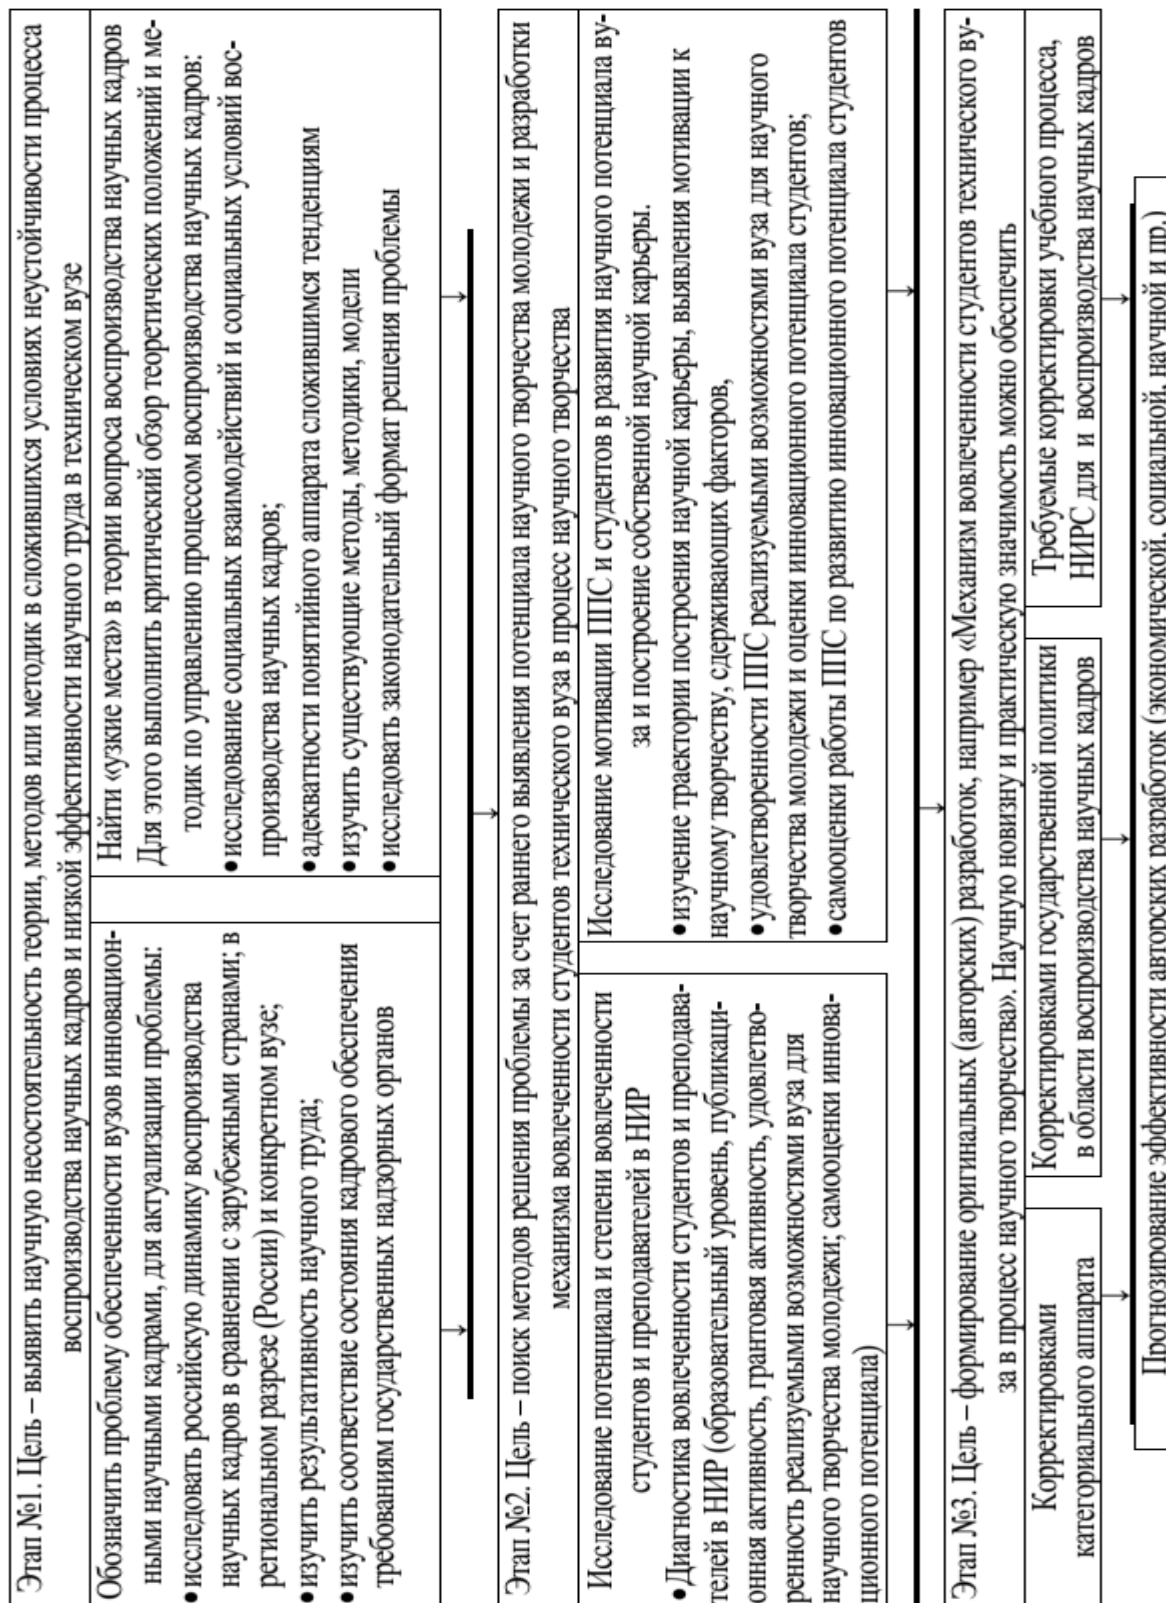 Этап №1. Цель – выявить научную несостоятельность теории, методов или методик в сложившихся условиях неустойчивости процесса
воспроизводства научных кадров и низкой эффективности научного труда в техническом вузе
Обозначить проблему обеспеченности вузов инновацион-
ными научными кадрами, для актуализации проблемы:
•исследовать российскую динамику воспроизводства
научных кадров в сравнении с зарубежными странами; в
региональном разрезе (России) и конкретном вузе;
•изучить результативность научного труда;
•изучить соответствие состояния кадрового обеспечения
требованиям государственных надзорных органов
Найти «узкие места» в теории вопроса воспроизводства научных кадров
Для этого выполнить критический обзор теоретических положений и ме-
тодик по управлению процессом воспроизводства научных кадров:
•исследование социальных взаимодействий и социальных условий вос-
производства научных кадров;
•адекватности понятийного аппарата сложившимся тенденциям
•изучить существующие методы, методики, модели
•исследовать законодательный формат решения проблемы
Этап №2. Цель – поиск методов решения проблемы за счет раннего выявления потенциала научного творчества молодежи и разработки
механизма вовлеченности студентов технического вуза в процесс научного творчества
Исследование потенциала и степени вовлеченности
студентов и преподавателей в НИР
•Диагностика вовлеченности студентов и преподава-
телей в НИР (образовательный уровень, публикаци-
онная активность, грантовая активность, удовлетво-
ренность реализуемыми возможностями вуза для
научного творчества молодежи; самооценки иннова-
ционного потенциала)
Исследование мотивации ППС и студентов в развития научного потенциала ву-
за и построение собственной научной карьеры.
•изучение траектории построения научной карьеры, выявления мотивации к
научному творчеству, сдерживающих факторов,
•удовлетворенности ППС реализуемыми возможностями вуза для научного
творчества молодежи и оценки инновационного потенциала студентов;
•самооценки работы ППС по развитию инновационного потенциала студентов
Этап №3. Цель – формирование оригинальных (авторских) разработок, например «Механизм вовлеченности студентов технического ву-
за в процесс научного творчества». Научную новизну и практическую значимость можно обеспечить
Корректировками
категориального аппарата
Корректировками государственной политики
в области воспроизводства научных кадров
Требуемые корректировки учебного процесса,
НИРС для и воспроизводства научных кадров
Прогнозирование эффективности авторских разработок (экономической, социальной, научной и пр.)